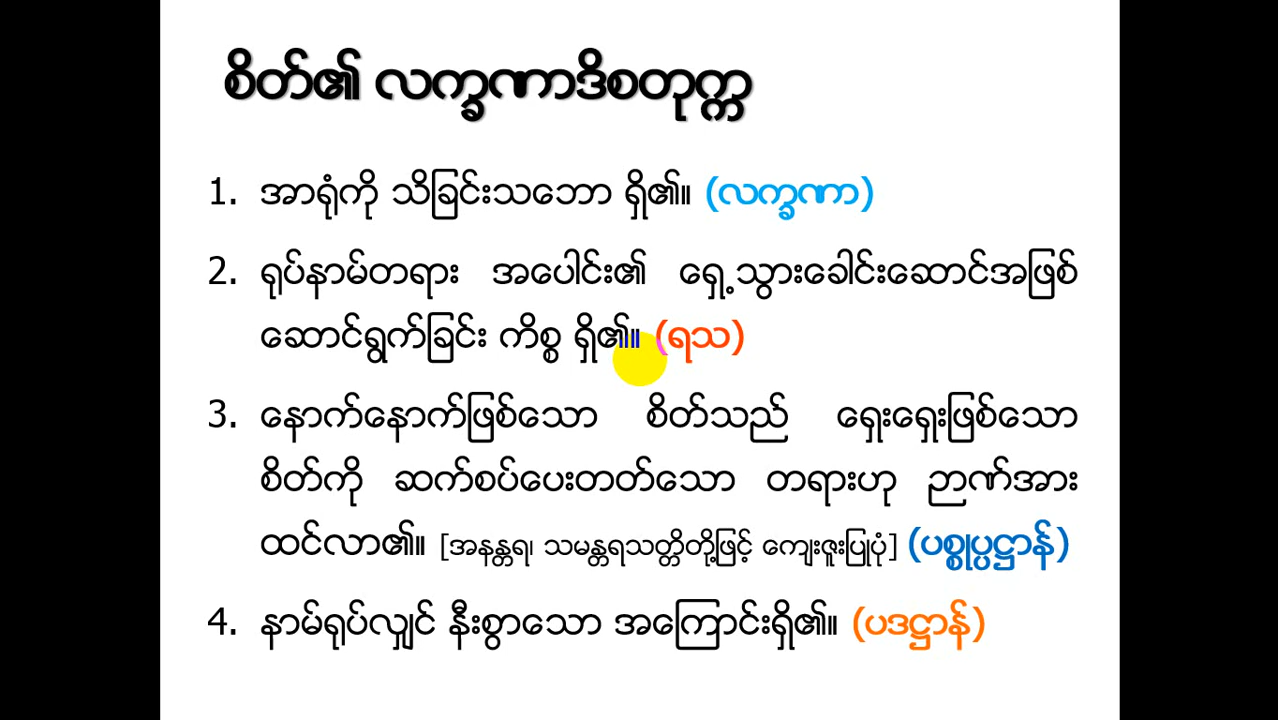 စိတ်၏ လက္ခဏာဒိစတုက္က
1. အာရုံကို သိခြင်းသဘော ရှိ၏။ (လက္ခဏာ)
2. ရုပ်နာမ်တရား အပေါင်း၏ ရှေ့သွားခေါင်းဆောင်အဖြစ်
ဆောင်ရွက်ခြင်း ကိစ္စ ရှိ၏။ (ရသ)
3. နောက်နောက်ဖြစ်သော စိတ်သည် ရှေးရှေးဖြစ်သော
စိတ်ကို ဆက်စပ်ပေးတတ်သော တရားဟု ဉာဏ်အား
ထင်လာ၏။ [အနန္တရ၊ သမန္တရသတ္တိတို့ဖြင့် ကျေးဇူးပြုပုံ] (ပစ္စုပ္ပဋ္ဌာန်)
4. နာမ်ရုပ်လျှင် နီးစွာသော အကြောင်းရှိ၏။ (ပဒဋ္ဌာန်)